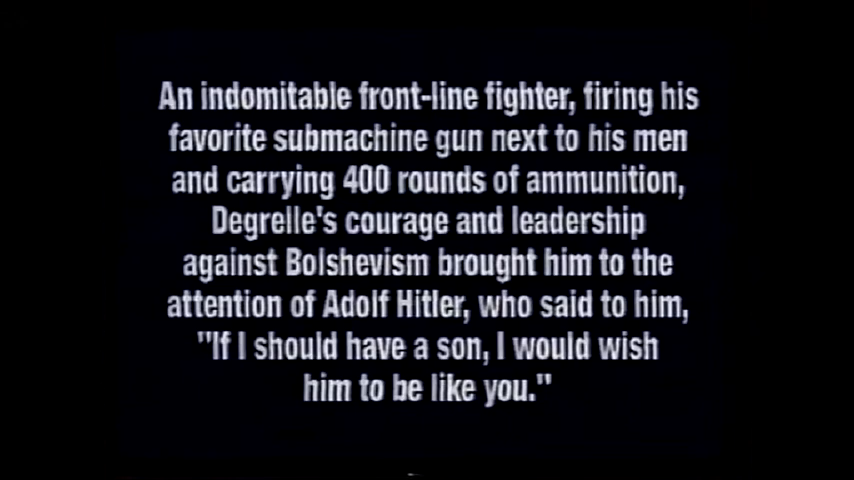 An indomitable front-line fighter, firing his
favorite submachine gun next to his men
and carrying 400 rounds of ammunition,
Degrelle's courage and leadership
against Bolshevism brought him to the
attention of Adolf Hitler, who said to him,
"If I should have a son, I would wish
him to be like you."